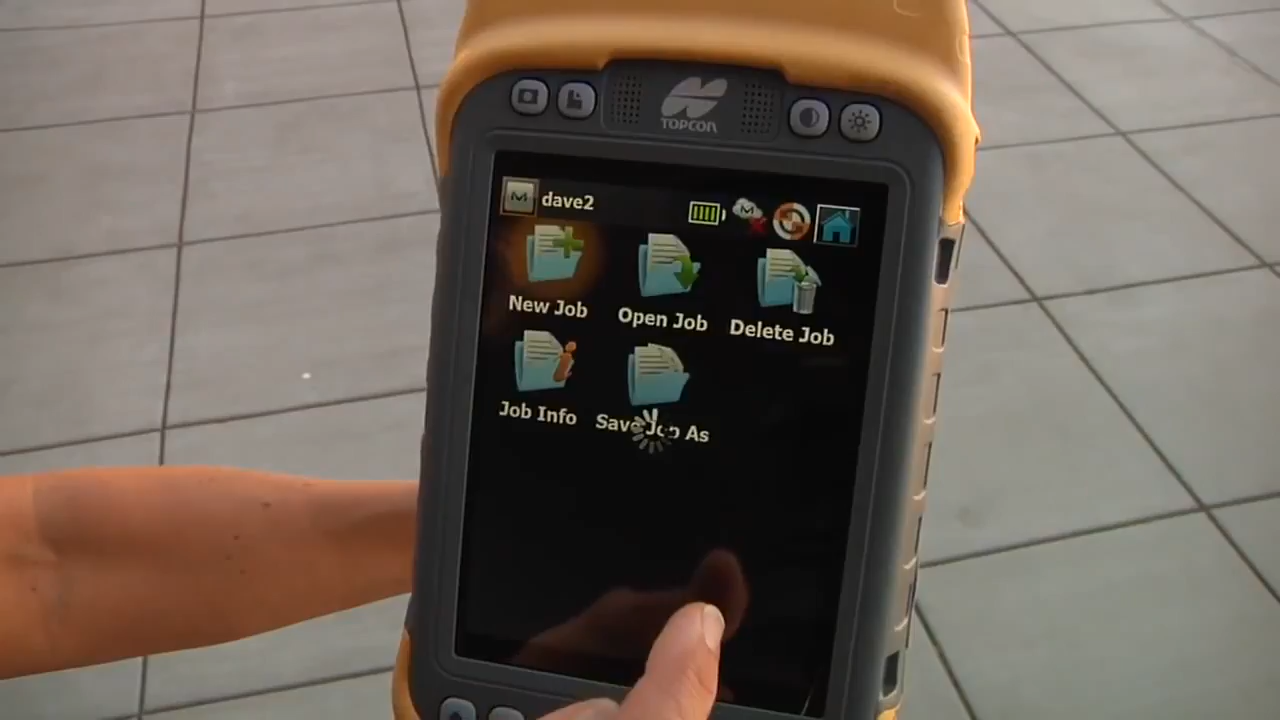 TOPCON
dave2
New Job
Open Job
Delete Job
Job Info
Save Job As